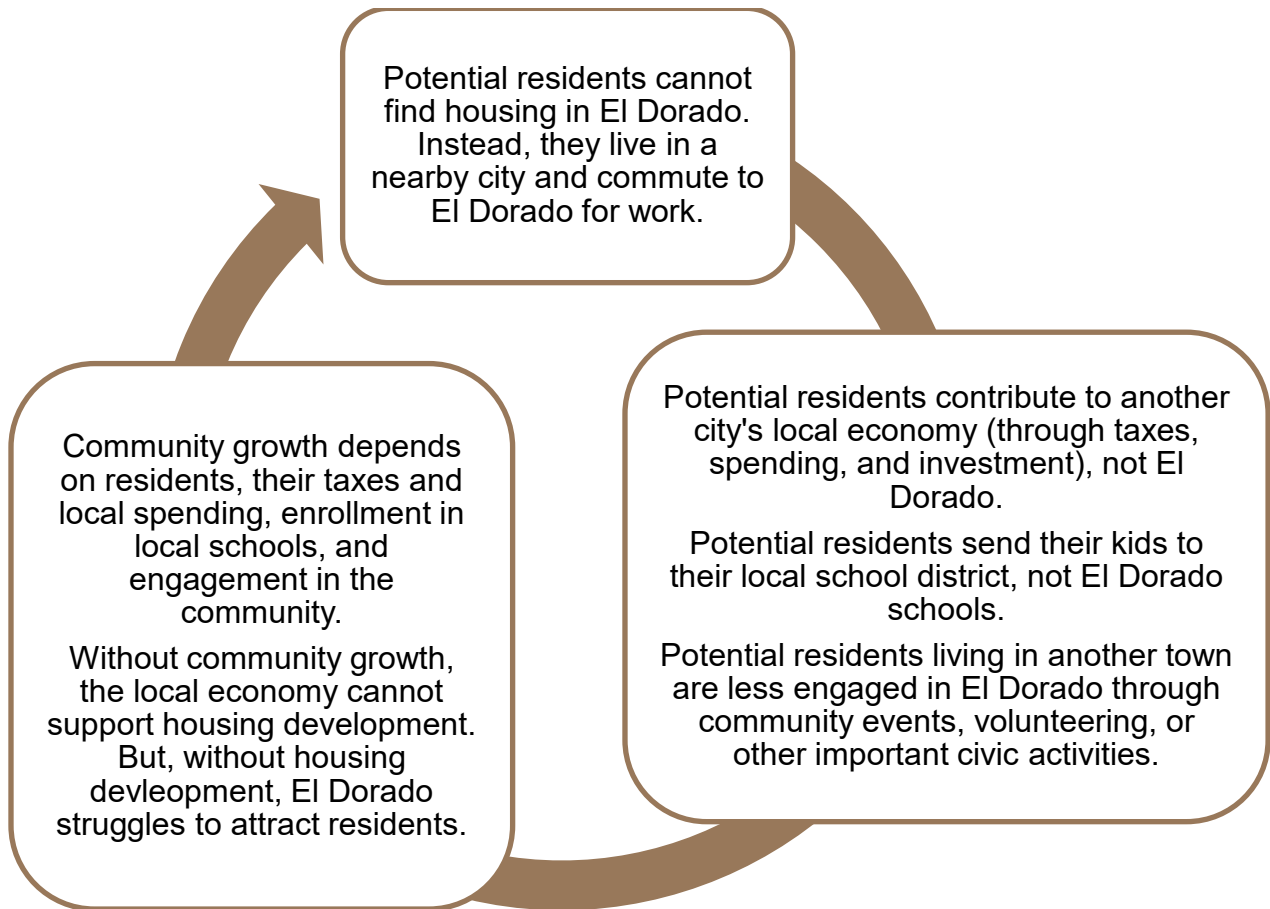 Potential residents cannot
find housing in El Dorado.
Instead, they live in a
nearby city and commute to
El Dorado for work.
Potential residents contribute to another
city's local economy (through taxes,
spending, and investment), not El
Dorado.
Potential residents send their kids to
their local school district, not El Dorado
schools.
Potential residents living in another town
are less engaged in El Dorado through
community events, volunteering, or
other important civic activities.
Community growth depends
on residents, their taxes and
local spending, enrollment in
local schools, and
engagement in the
community.
Without community growth,
the local economy cannot
support housing development.
But, without housing
devleopment, El Dorado
struggles to attract residents.